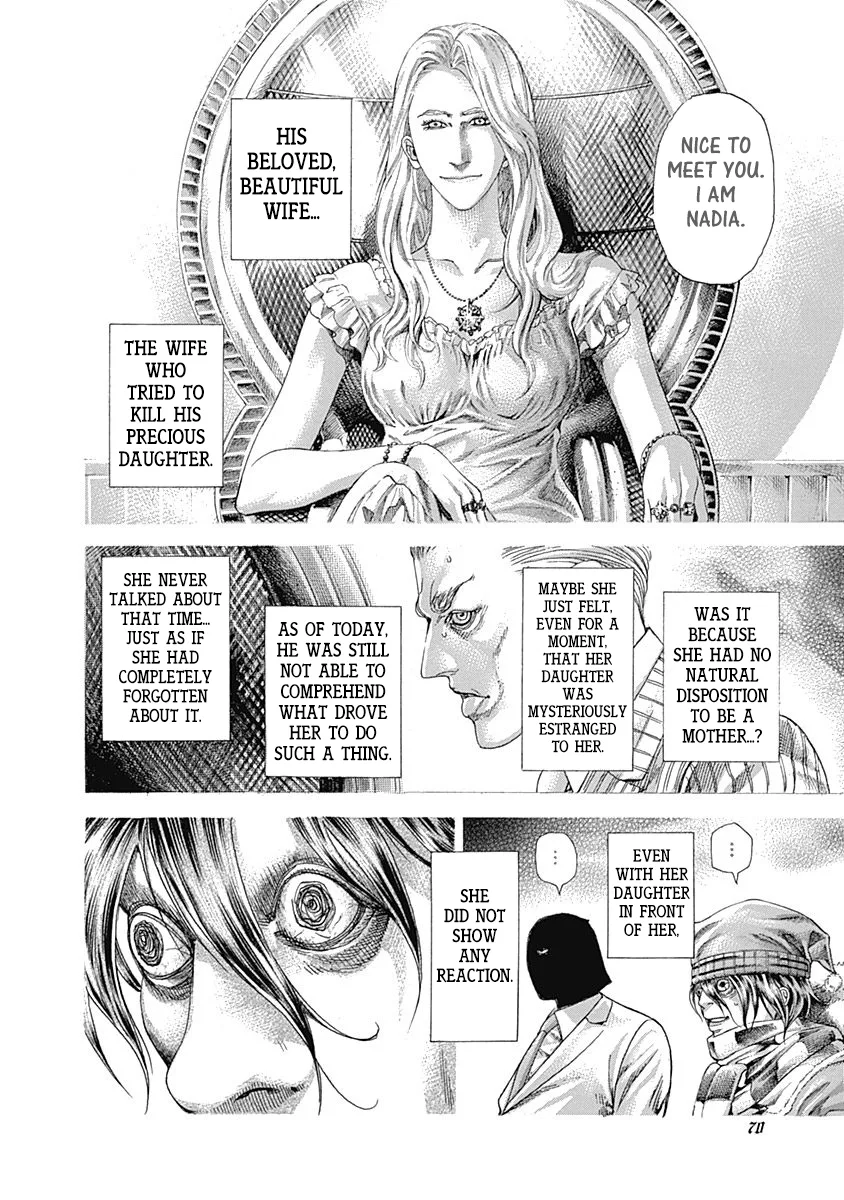 NICE TO
MEET YOU.
I AM
NADIA.
HIS
BELOVED,
BEAUTIFUL
WIFE...
THE WIFE
WHO
TRIED TO
KILL HIS
PRECIOUS
DAUGHTER.
WAS IT
BECAUSE
SHE HAD NO
NATURAL
DISPOSITION
TO BE A
MOTHER...?
MAYBE SHE
JUST FELT,
EVEN FOR A
MOMENT,
THAT HER
DAUGHTER
WAS
MYSTERIOUSLY
ESTRANGED
TO HER.
AS OF TODAY,
HE WAS STILL
NOT ABLE TO
COMPREHEND
WHAT DROVE
HER TO DO
SUCH A THING.
SHE NEVER
TALKED ABOUT
THAT TIME...
JUST AS IF
SHE HAD
COMPLETELY
FORGOTTEN
ABOUT IT.
...
EVEN
WITH HER
DAUGHTER
IN FRONT
OF HER,
...
SHE
DID NOT
SHOW
ANY
REACTION.
70